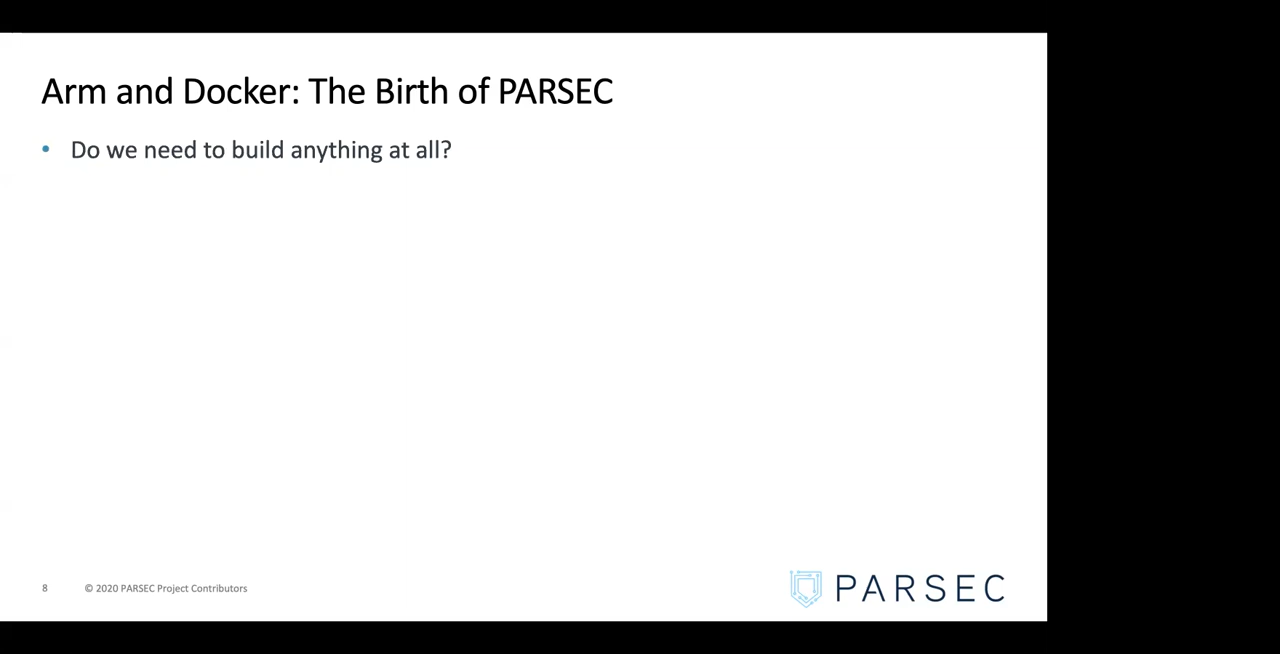 Arm and Docker: The Birth of PARSEC
• Do we need to build anything at all?
8 © 2020 PARSEC Project Contributors
PARSEC